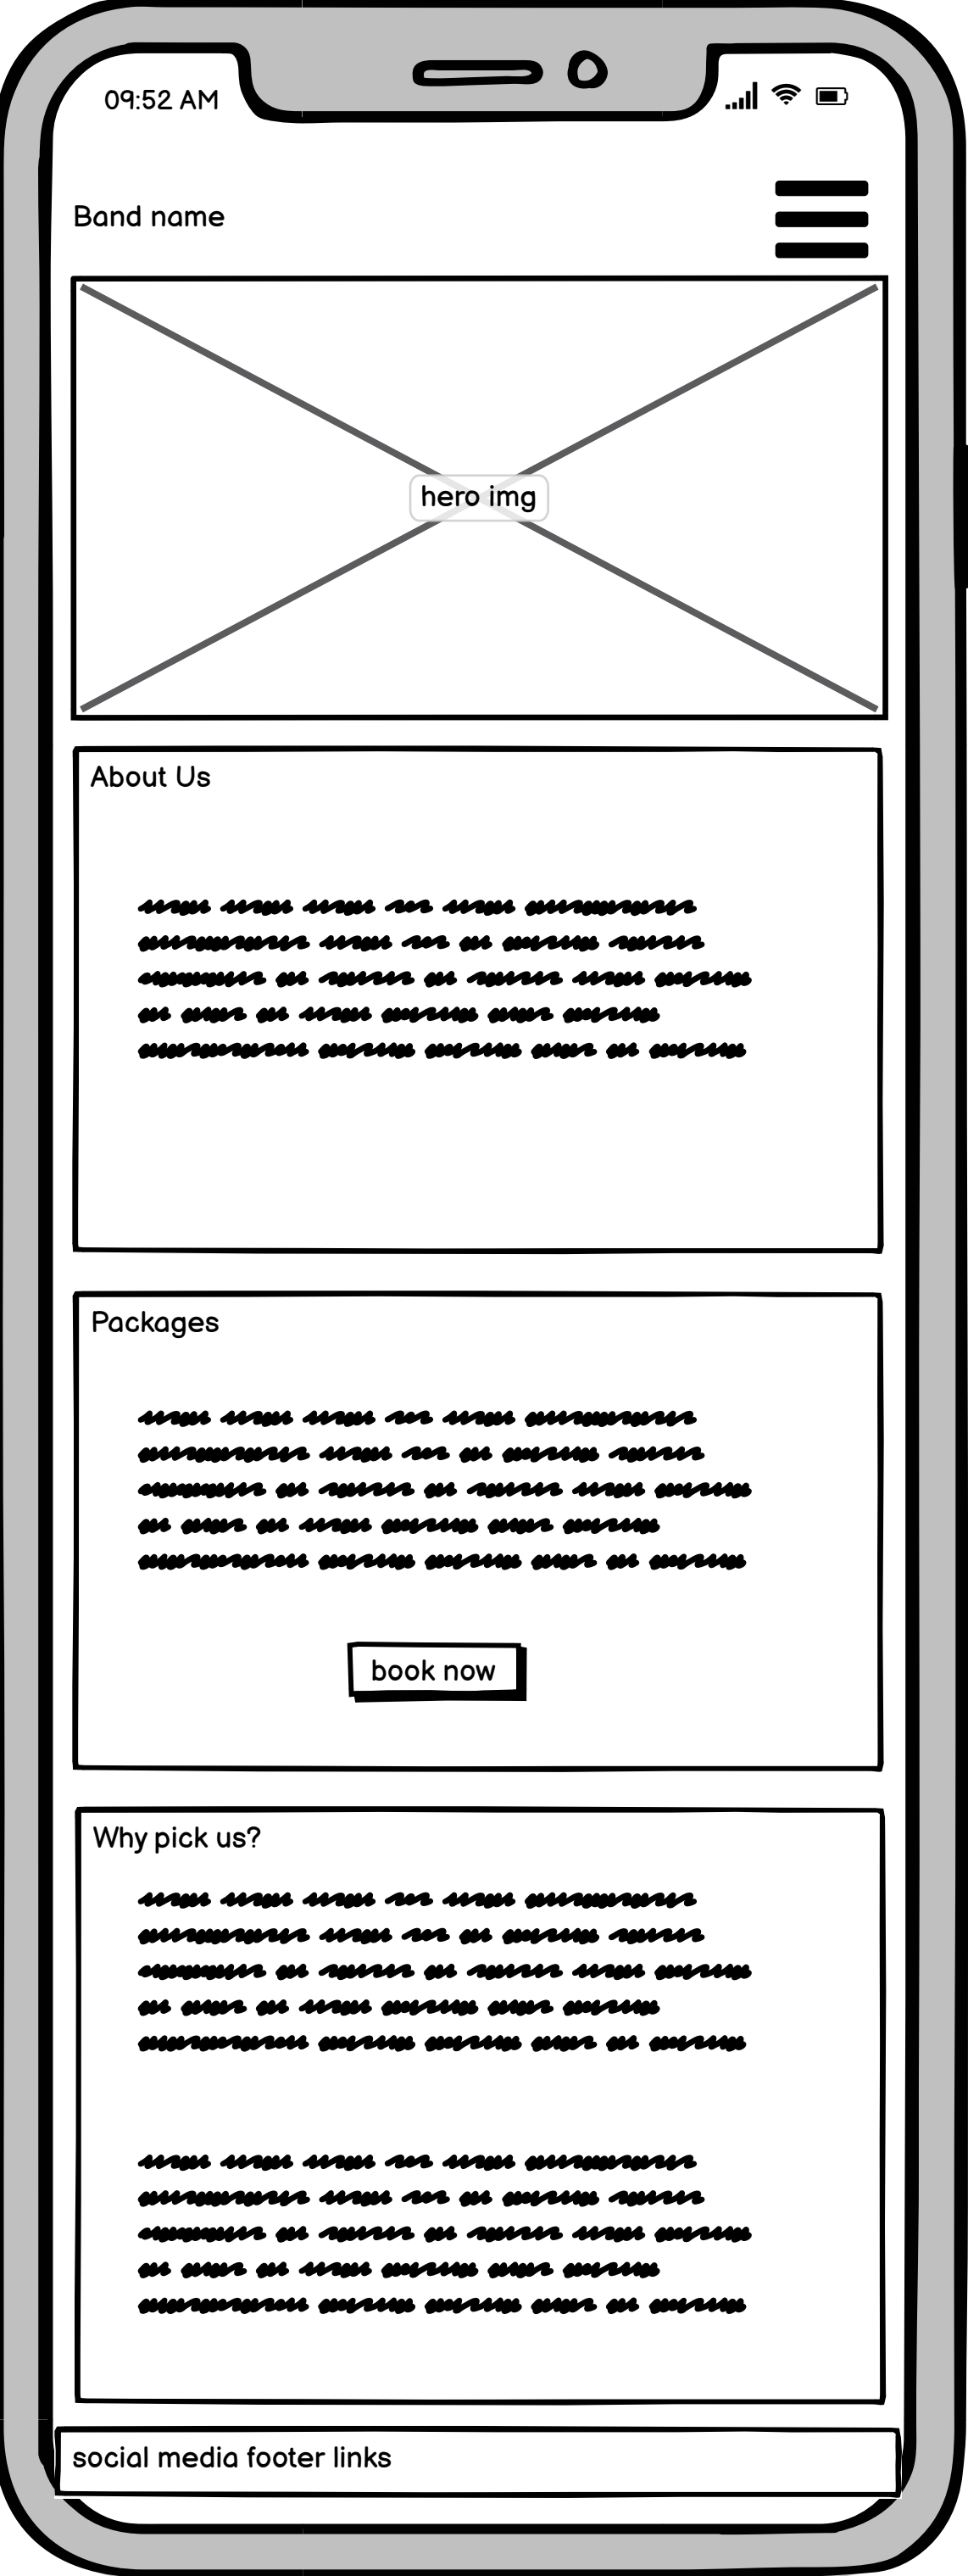 09:52 AM
Band name
hero img
About Us
Packages
book now
Why pick us?
social media footer links